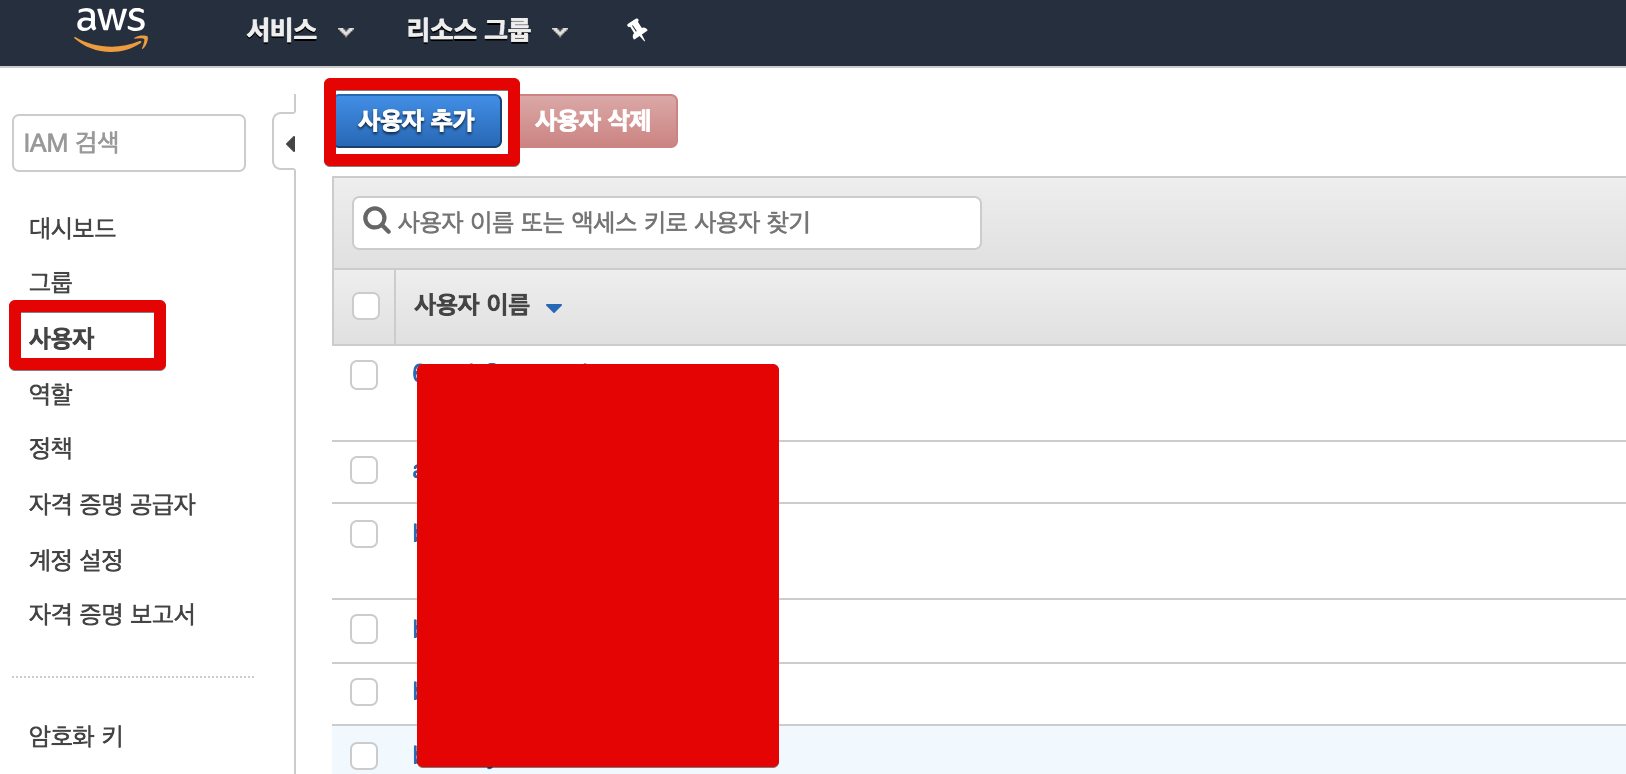 aws
서비스
리소스 그룹
IAM 검색
사용자 추가
사용자 삭제
대시보드
그룹
사용자
역할
정책
자격 증명 공급자
계정 설정
자격 증명 보고서
암호화 키
사용자 이름 또는 액세스 키로 사용자 찾기
사용자 이름